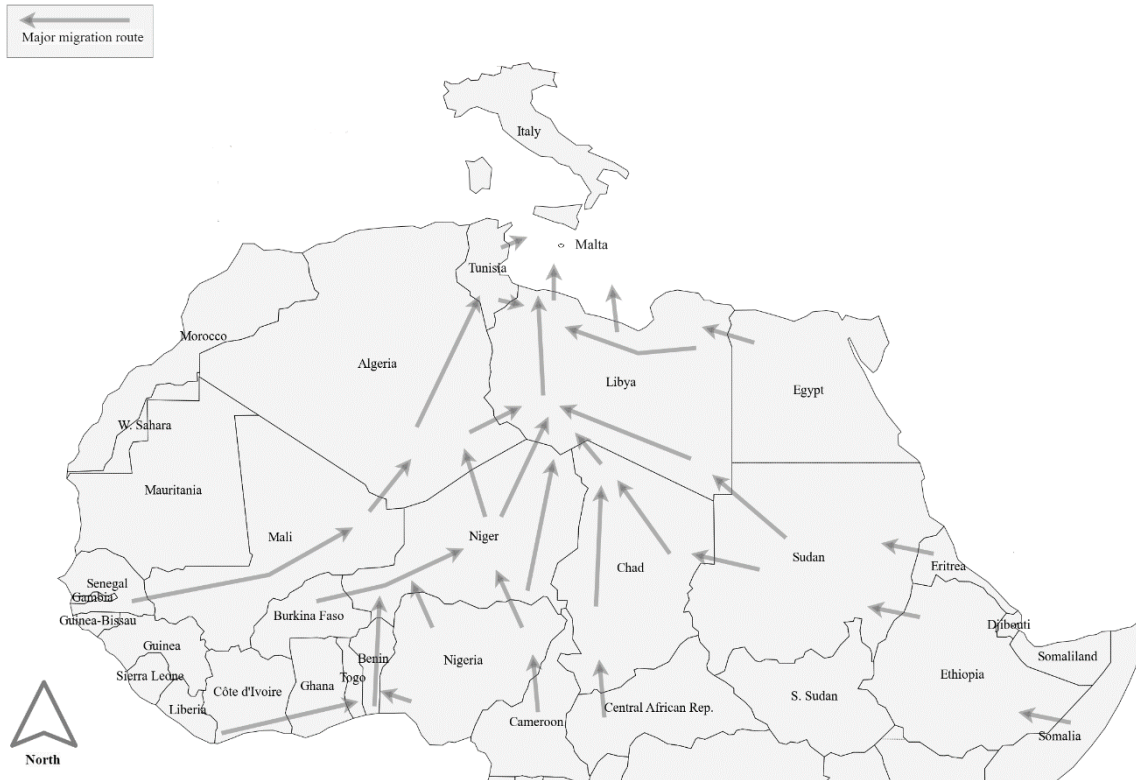 Major migration route
Italy
Malta
Tunisia
Morocco
Algeria
Libya
Egypt
W. Sahara
Mauritania
Mali
Niger
Chad
Sudan
Eritrea
Senegal
Gambia
Guinea-Bissau
Burkina Faso
Djibouti
Guinea
Benin
Nigeria
Somaliland
Sierra Leone
Togo
Ethiopia
Côte d'Ivoire
Ghana
Liberia
Cameroon
Central African Rep.
S. Sudan
Somalia
North